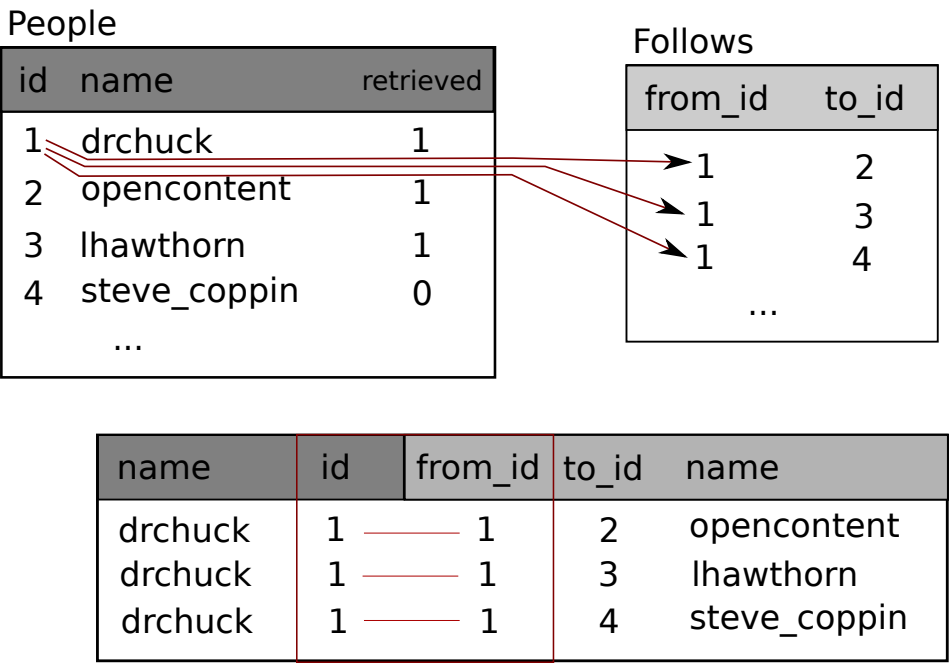 People
id name retrieved
1 drchuck 1
2 opencontent 1
3 lhawthorn 1
4 steve_coppin 0
...
Follows
from_id to_id
1 2
1 3
1 4
...
name id from_id to_id name
drchuck 1 1 2 opencontent
drchuck 1 1 3 lhawthorn
drchuck 1 1 4 steve_coppin